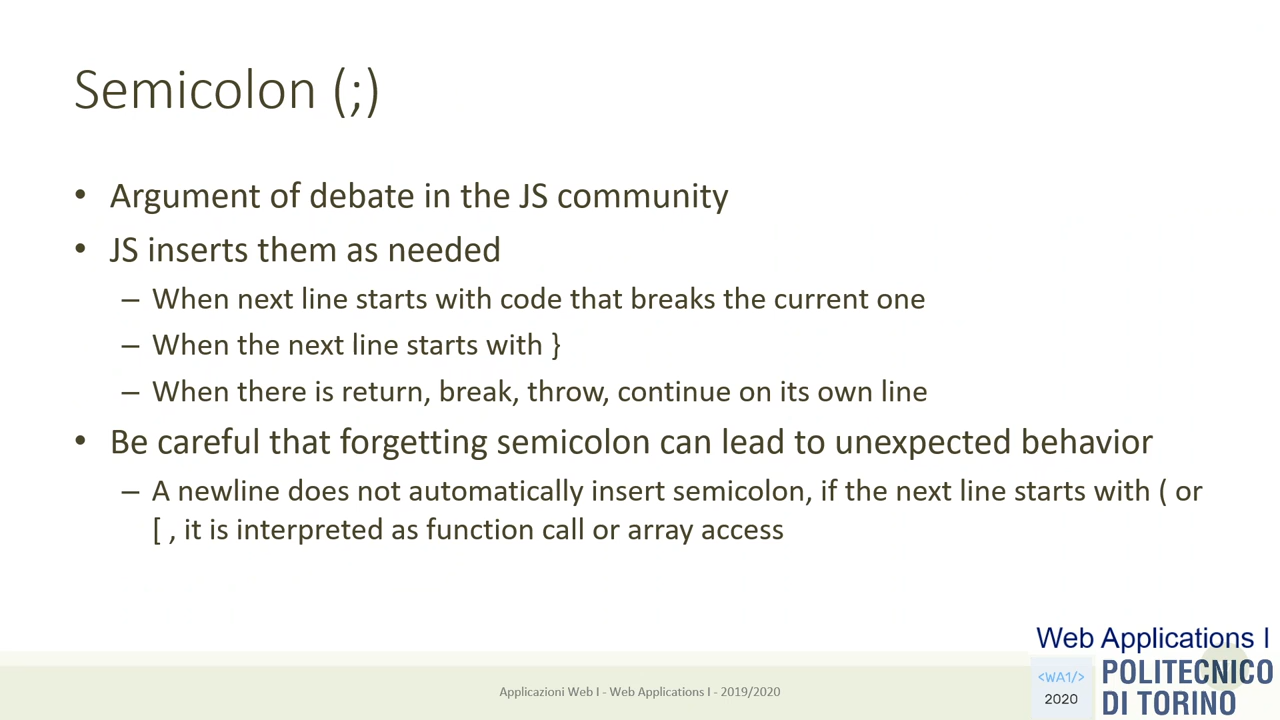 Semicolon (;)
• Argument of debate in the JS community
• JS inserts them as needed
– When next line starts with code that breaks the current one
– When the next line starts with }
– When there is return, break, throw, continue on its own line
• Be careful that forgetting semicolon can lead to unexpected behavior
– A newline does not automatically insert semicolon, if the next line starts with ( or
[ , it is interpreted as function call or array access
Applicazioni Web I - Web Applications I - 2019/2020
Web Applications I
<WA1/>
2020
POLITECNICO
DI TORINO